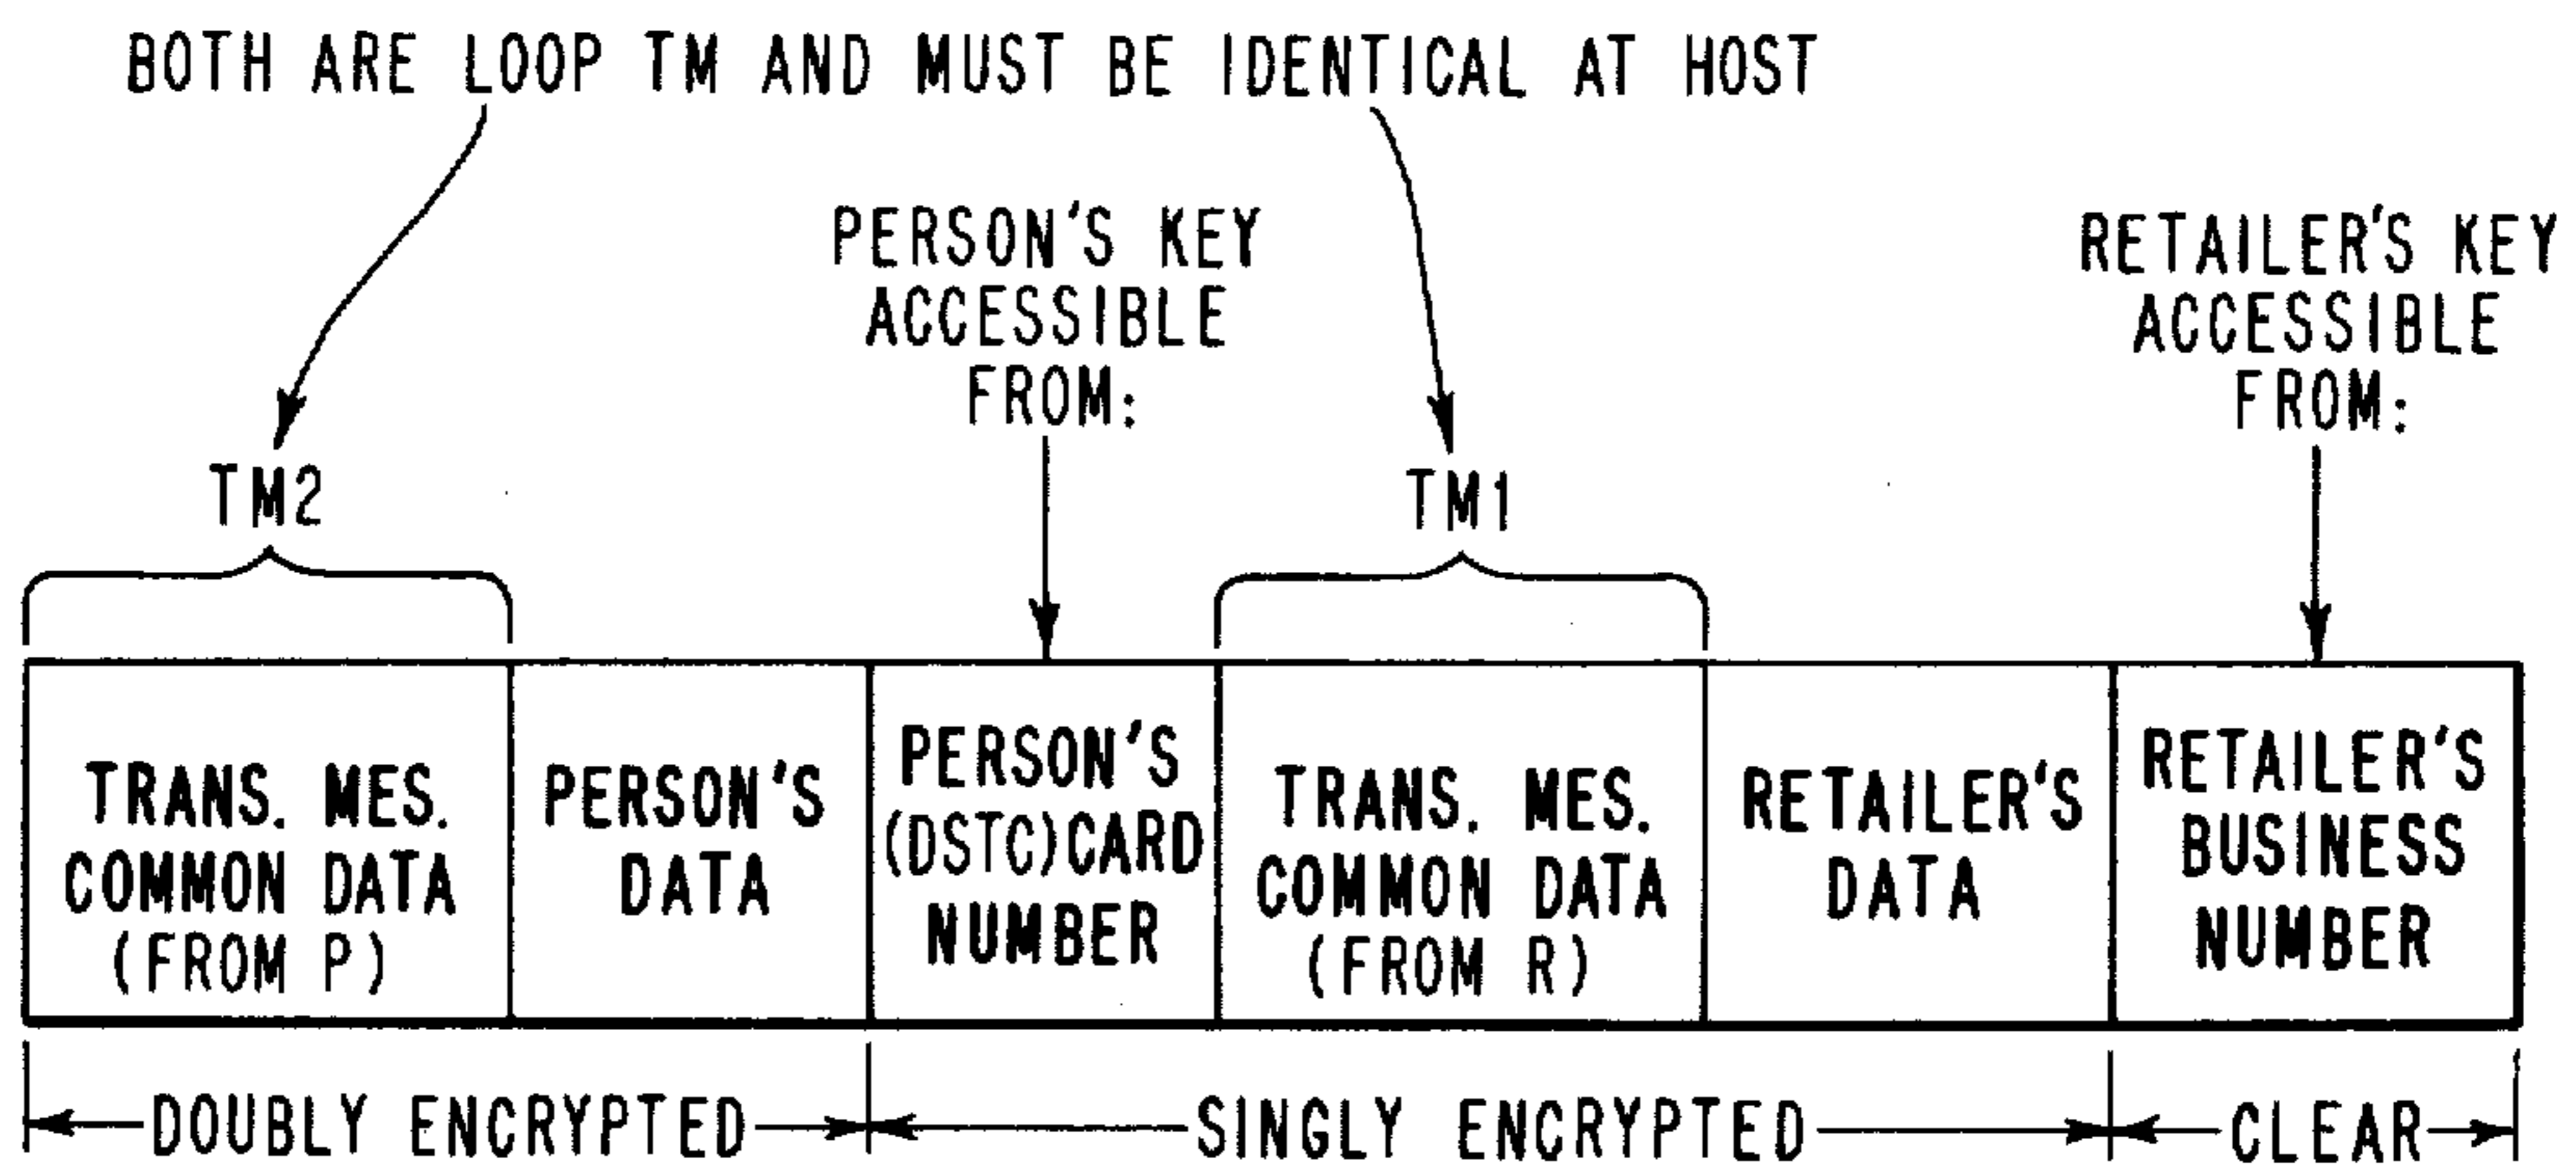 BOTH ARE LOOP TM AND MUST BE IDENTICAL AT HOST
PERSON'S KEY
ACCESSIBLE
FROM:
RETAILER'S KEY
ACCESSIBLE
FROM:
TM2
TM1
TRANS. MES.
COMMON DATA
(FROM P)
PERSON'S
DATA
PERSON'S
(DSTC)CARD
NUMBER
TRANS. MES.
COMMON DATA
(FROM R)
RETAILER'S
DATA
RETAILER'S
BUSINESS
NUMBER
DOUBLY ENCRYPTED
SINGLY ENCRYPTED
CLEAR